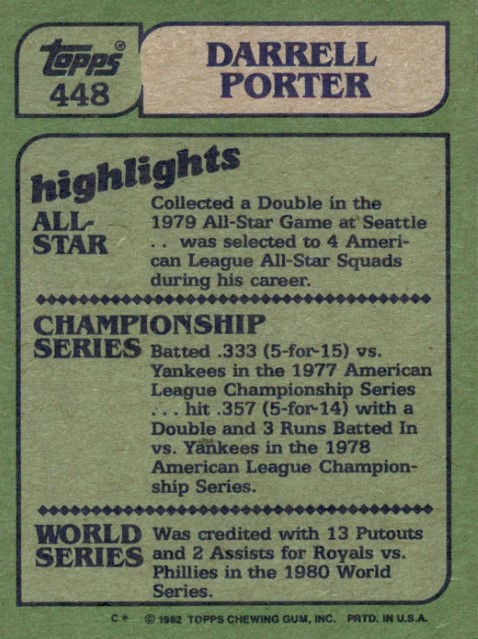 topps®
448
DARRELL
PORTER
highlights
ALL-
STAR
Collected a Double in the
1979 All-Star Game at Seattle
. . was selected to 4 Ameri-
can League All-Star Squads
during his career.
CHAMPIONSHIP
SERIES
Batted .333 (5-for-15) vs.
Yankees in the 1977 American
League Championship Series
. . . hit .357 (5-for-14) with a
Double and 3 Runs Batted In
vs. Yankees in the 1978
American League Champion-
ship Series.
WORLD
SERIES
Was credited with 13 Putouts
and 2 Assists for Royals vs.
Phillies in the 1980 World
Series.
C* © 1982 TOPPS CHEWING GUM, INC. PRTD. IN U.S.A.